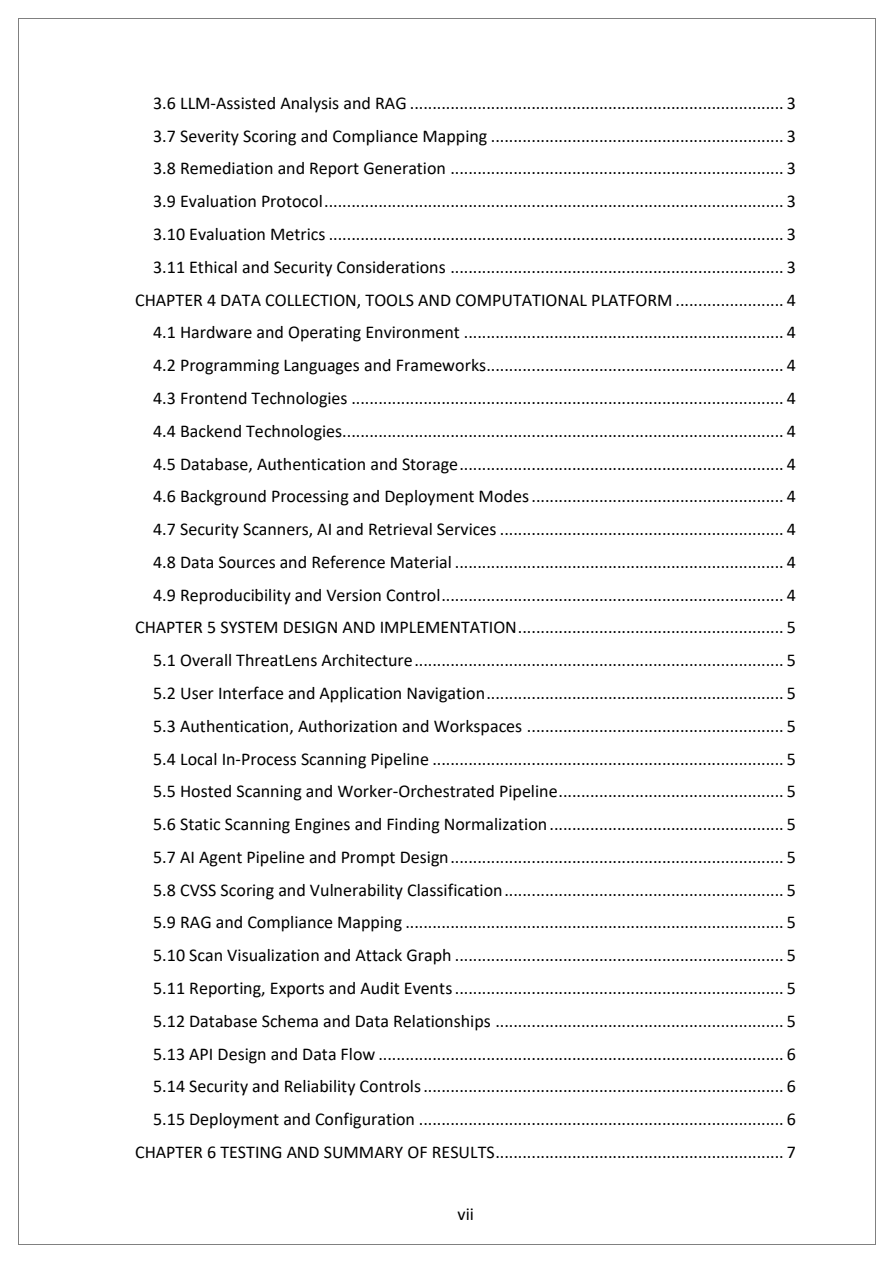 3.6 LLM-Assisted Analysis and RAG ........................................................................ 3
3.7 Severity Scoring and Compliance Mapping ........................................................ 3
3.8 Remediation and Report Generation ................................................................ 3
3.9 Evaluation Protocol........................................................................................ 3
3.10 Evaluation Metrics ....................................................................................... 3
3.11 Ethical and Security Considerations ................................................................ 3
CHAPTER 4 DATA COLLECTION, TOOLS AND COMPUTATIONAL PLATFORM ..................... 4
4.1 Hardware and Operating Environment ............................................................. 4
4.2 Programming Languages and Frameworks......................................................... 4
4.3 Frontend Technologies ................................................................................... 4
4.4 Backend Technologies..................................................................................... 4
4.5 Database, Authentication and Storage.............................................................. 4
4.6 Background Processing and Deployment Modes ................................................ 4
4.7 Security Scanners, AI and Retrieval Services ...................................................... 4
4.8 Data Sources and Reference Material ............................................................... 4
4.9 Reproducibility and Version Control.................................................................. 4
CHAPTER 5 SYSTEM DESIGN AND IMPLEMENTATION................................................... 5
5.1 Overall ThreatLens Architecture ....................................................................... 5
5.2 User Interface and Application Navigation......................................................... 5
5.3 Authentication, Authorization and Workspaces ................................................. 5
5.4 Local In-Process Scanning Pipeline ................................................................... 5
5.5 Hosted Scanning and Worker-Orchestrated Pipeline........................................... 5
5.6 Static Scanning Engines and Finding Normalization ............................................ 5
5.7 AI Agent Pipeline and Prompt Design................................................................ 5
5.8 CVSS Scoring and Vulnerability Classification ..................................................... 5
5.9 RAG and Compliance Mapping ........................................................................ 5
5.10 Scan Visualization and Attack Graph ............................................................... 5
5.11 Reporting, Exports and Audit Events ............................................................... 5
5.12 Database Schema and Data Relationships ....................................................... 5
5.13 API Design and Data Flow ............................................................................. 6
5.14 Security and Reliability Controls ..................................................................... 6
5.15 Deployment and Configuration ...................................................................... 6
CHAPTER 6 TESTING AND SUMMARY OF RESULTS....................................................... 7
vii